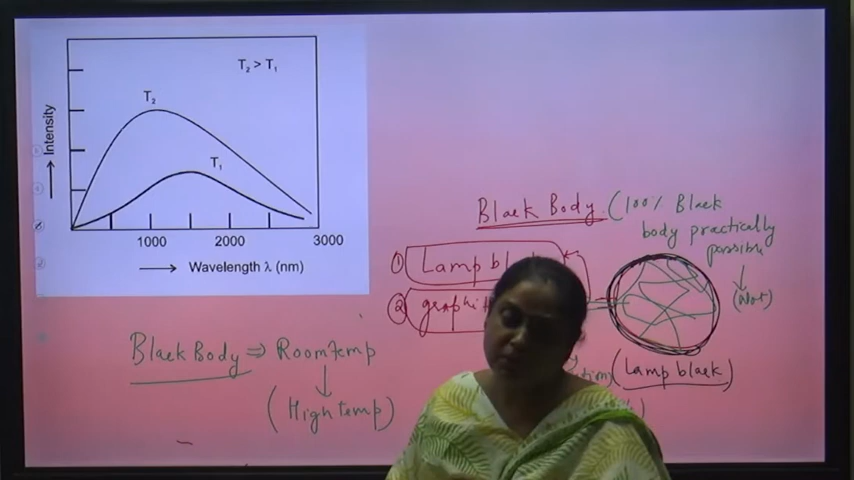 T₂ > T₁
T₂
T₁
Intensity
1000
2000
3000
Wavelength λ (nm)
Black Body (100% Black
body practically
possible
(Not)
① Lamp bl
② graphit
(Lamp black)
Black Body ⇒ Room temp
(High temp)